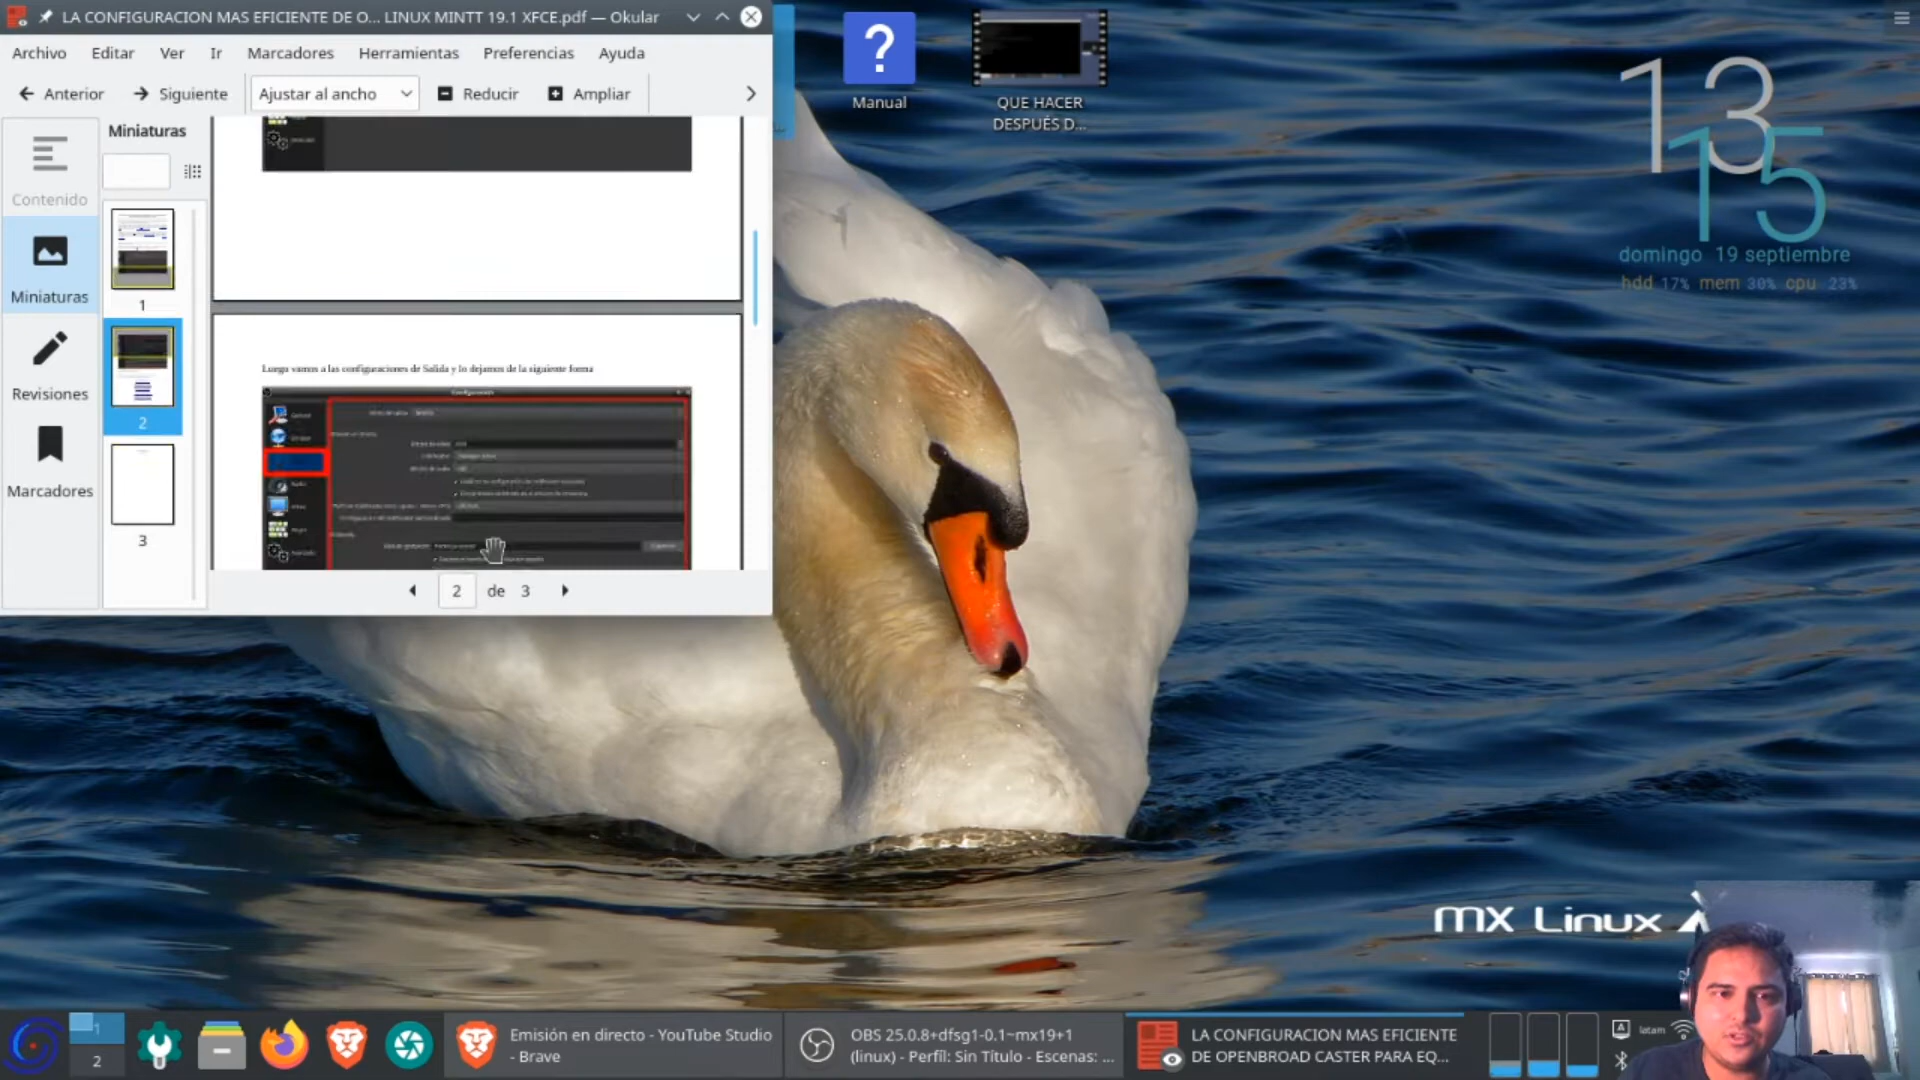 LA CONFIGURACION MAS EFICIENTE DE O... LINUX MINTT 19.1 XFCE.pdf — Okular
Archivo Editar Ver Ir Marcadores Herramientas Preferencias Ayuda
Anterior Siguiente Ajustar al ancho Reducir Ampliar
Contenido
Miniaturas
Revisiones
Marcadores
Miniaturas
1
2
3
Luego vamos a las configuraciones de Salida y lo dejamos de la siguiente forma
2 de 3
Manual
QUE HACER
DESPUÉS D...
13
15
domingo 19 septiembre
hdd 17% mem 30% cpu 23%
MX Linux
1
2
Emisión en directo - YouTube Studio
- Brave
OBS 25.0.8+dfsg1-0.1~mx19+1
(linux) - Perfil: Sin Título - Escenas: ...
LA CONFIGURACION MAS EFICIENTE
DE OPENBROAD CASTER PARA EQ...
A latam